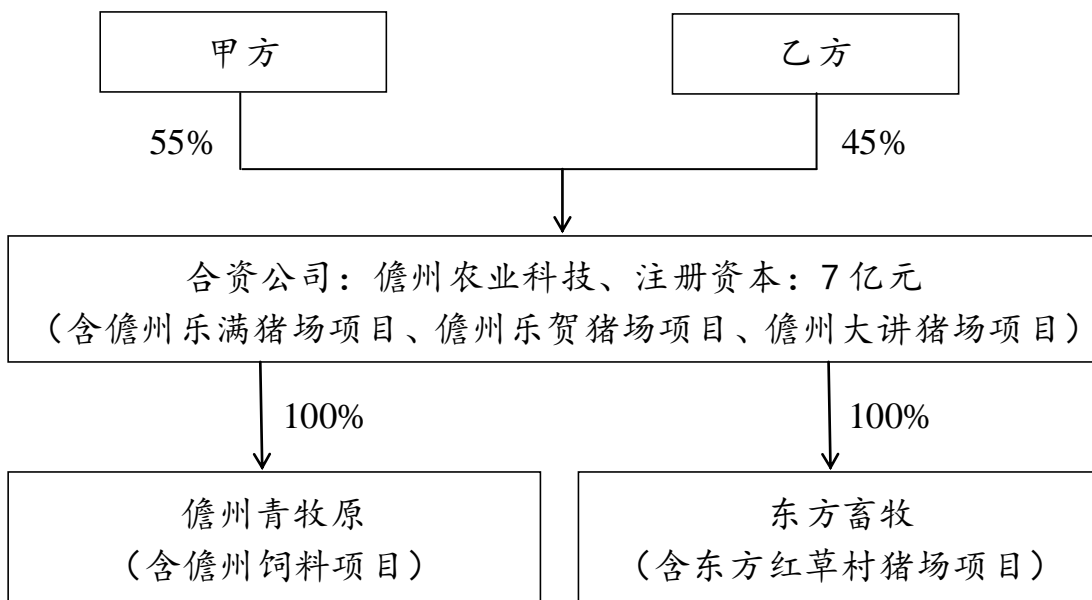 甲方
乙方
55%
45%
合资公司：儋州农业科技、注册资本：7 亿元
（含儋州乐满猪场项目、儋州乐贺猪场项目、儋州大讲猪场项目）
100%
100%
儋州青牧原
（含儋州饲料项目）
东方畜牧
（含东方红草村猪场项目）